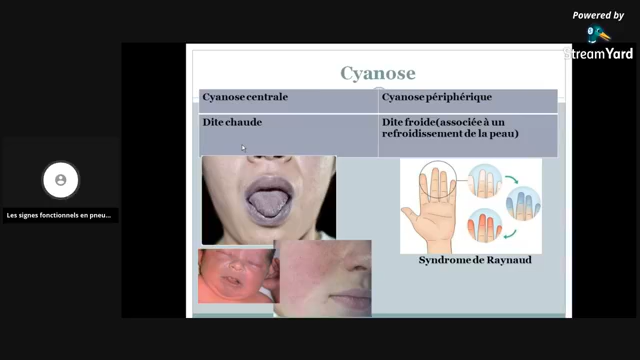 Powered by
StreamYard
Cyanose
Cyanose centrale
Cyanose périphérique
Dite chaude
Dite froide(associée à un
refroidissement de la peau)
Syndrome de Raynaud
Les signes fonctionnels en pneu...